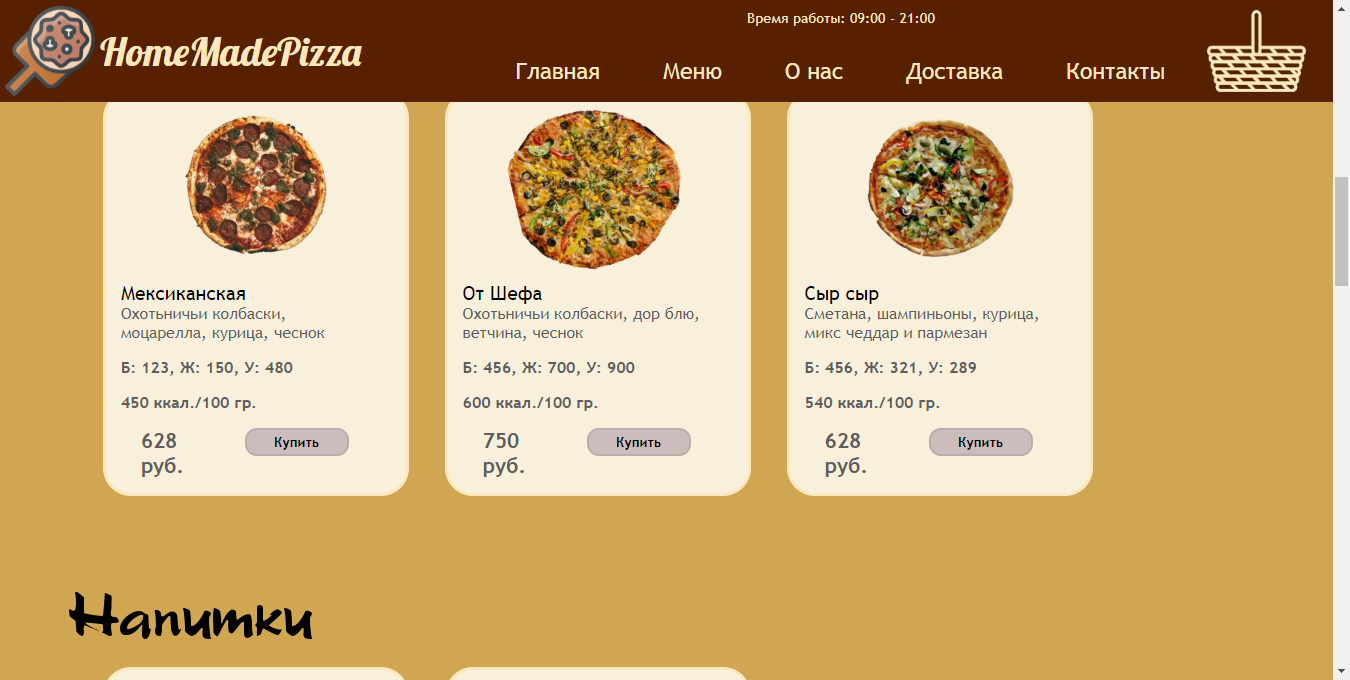 Время работы: 09:00 - 21:00
HomeMadePizza
Главная Меню О нас Доставка Контакты
Мексиканская
Охотьничьи колбаски,
моцарелла, курица, чеснок
Б: 123, Ж: 150, У: 480
450 ккал./100 гр.
628
руб.
Купить
От Шефа
Охотьничьи колбаски, дор блю,
ветчина, чеснок
Б: 456, Ж: 700, У: 900
600 ккал./100 гр.
750
руб.
Купить
Сыр сыр
Сметана, шампиньоны, курица,
микс чеддар и пармезан
Б: 456, Ж: 321, У: 289
540 ккал./100 гр.
628
руб.
Купить
Напитки